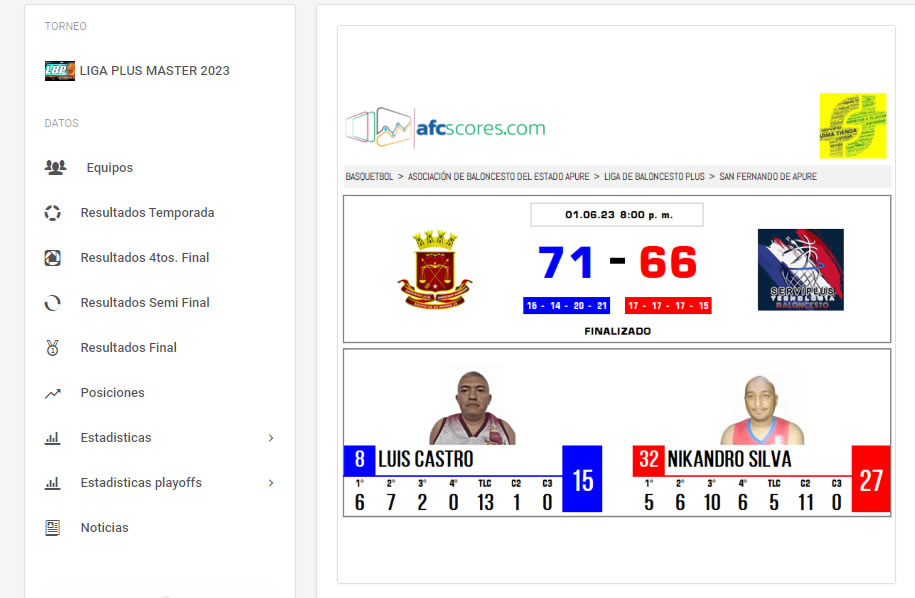 TORNEO
LIGA PLUS MASTER 2023
DATOS
Equipos
Resultados Temporada
Resultados 4tos. Final
Resultados Semi Final
Resultados Final
Posiciones
Estadisticas
Estadisticas playoffs
Noticias
afcscores.com
BASQUETBOL > ASOCIACIÓN DE BALONCESTO DEL ESTADO APURE > LIGA DE BALONCESTO PLUS > SAN FERNANDO DE APURE
01.06.23 8:00 p. m.
71 - 66
16 - 14 - 20 - 21 17 - 17 - 17 - 15
FINALIZADO
SERVIPLUS
TECNOLOGIA
BALONCESTO
8 LUIS CASTRO
1° 2° 3° 4° TLC C2 C3
6 7 2 0 13 1 0
15
32 NIKANDRO SILVA
1° 2° 3° 4° TLC C2 C3
5 6 10 6 5 11 0
27